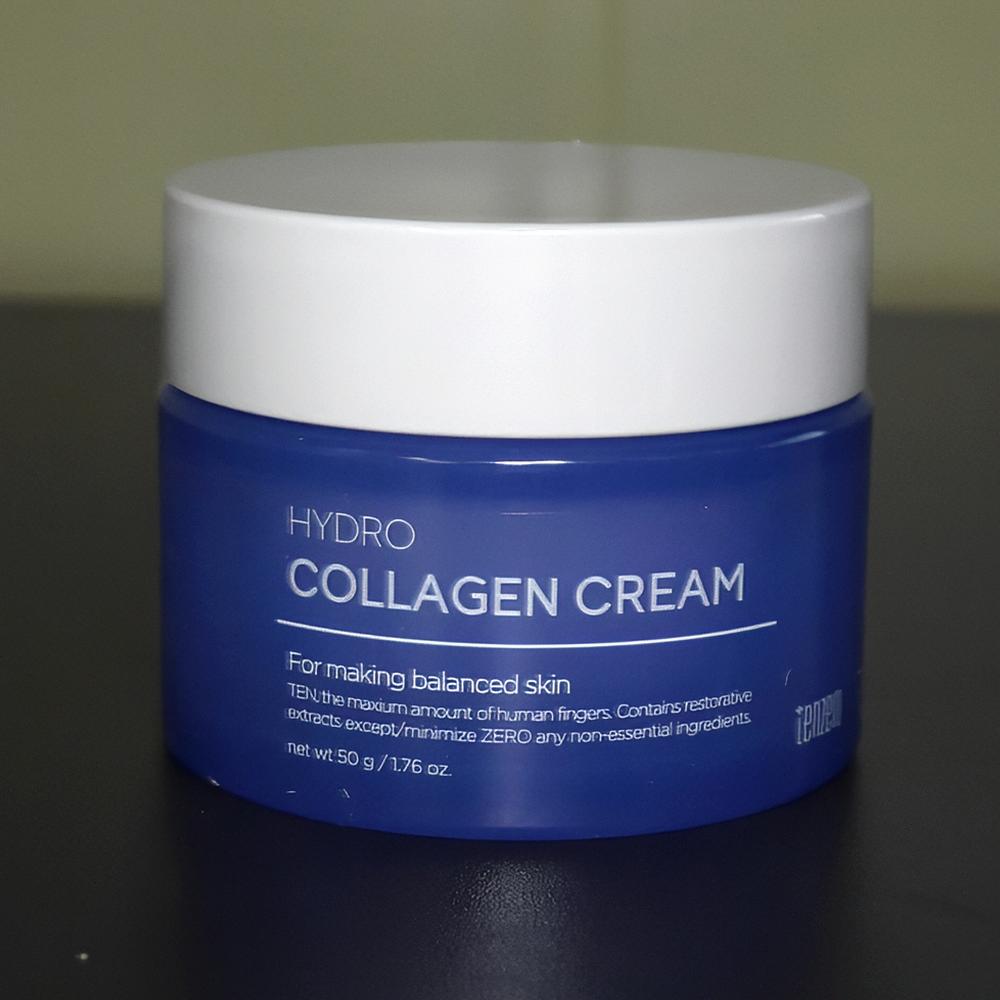 HYDRO
COLLAGEN CREAM
For making balanced skin
TEN, the maxium amount of human fingers. Contains restorative
extracts except/minimize ZERO any non-essential ingredients.
net wt 50 g / 1.76 oz.
tenzero